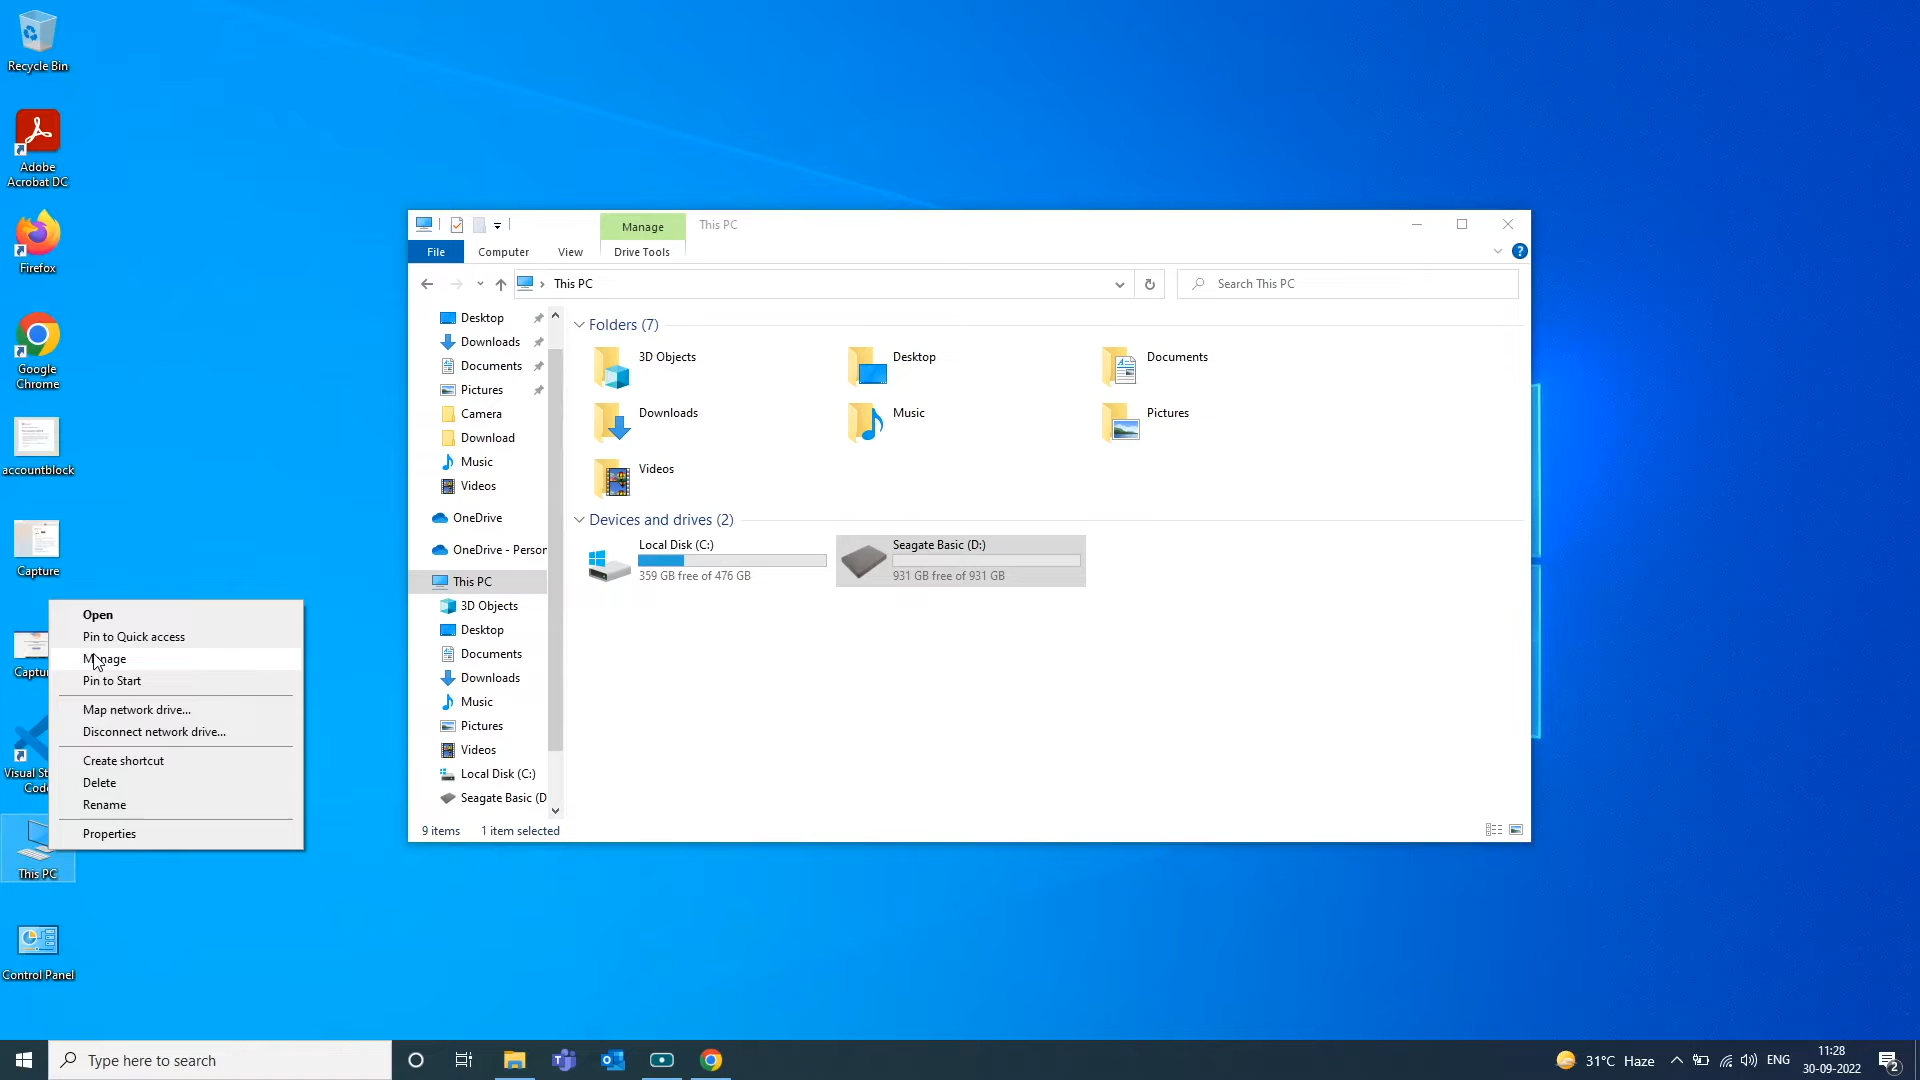 Recycle Bin
Adobe
Acrobat DC
Firefox
Google
Chrome
accountblock
Capture
Captu
Visual St
Code
This PC
Control Panel
Open
Pin to Quick access
Manage
Pin to Start
Map network drive...
Disconnect network drive...
Create shortcut
Delete
Rename
Properties
Manage
This PC
File
Computer
View
Drive Tools
This PC
Search This PC
Desktop
Downloads
Documents
Pictures
Camera
Download
Music
Videos
OneDrive
OneDrive - Person
This PC
3D Objects
Desktop
Documents
Downloads
Music
Pictures
Videos
Local Disk (C:)
Seagate Basic (D
Folders (7)
3D Objects
Desktop
Documents
Downloads
Music
Pictures
Videos
Devices and drives (2)
Local Disk (C:)
359 GB free of 476 GB
Seagate Basic (D:)
931 GB free of 931 GB
9 items
1 item selected
Type here to search
31°C Haze
ENG
11:28
30-09-2022
2